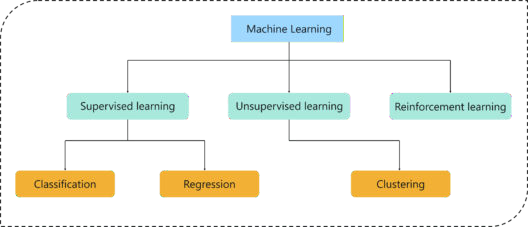 Machine Learning
Supervised learning
Unsupervised learning
Reinforcement learning
Classification
Regression
Clustering